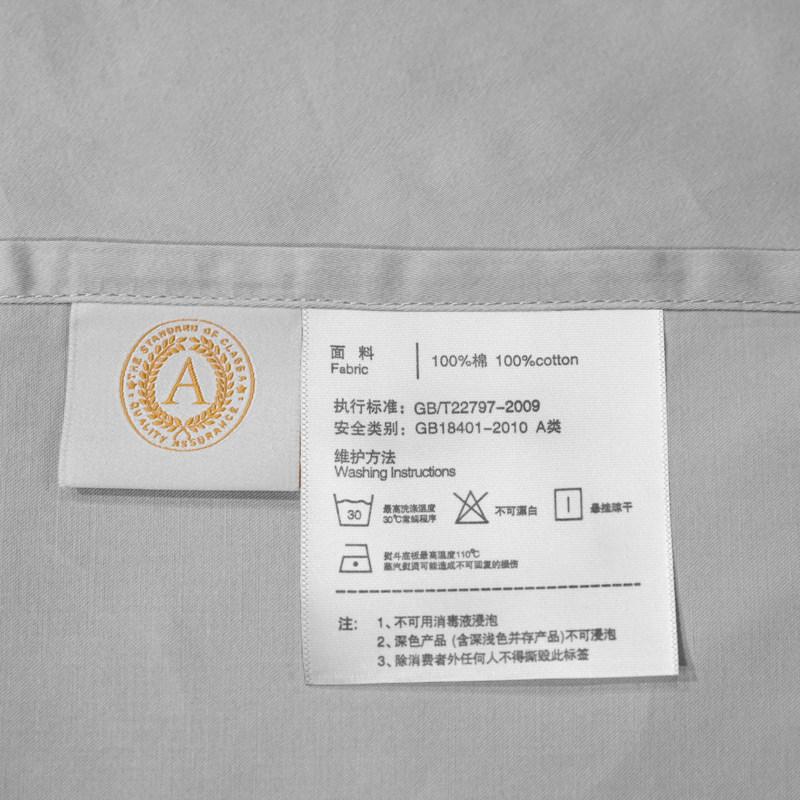 THE STANDARD OF CLASS A
A
QUALITY ASSURANCE
面 料
Fabric
100%棉 100%cotton
执行标准: GB/T22797-2009
安全类别: GB18401-2010 A类
维护方法
Washing Instructions
30
最高洗涤温度
30℃常规程序
不可漂白
悬挂晾干
熨斗底板最高温度110℃
蒸汽熨烫可能造成不可回复的损伤
注: 1、不可用消毒液浸泡
2、深色产品 (含深浅色并存产品)不可浸泡
3、除消费者外任何人不得撕毁此标签